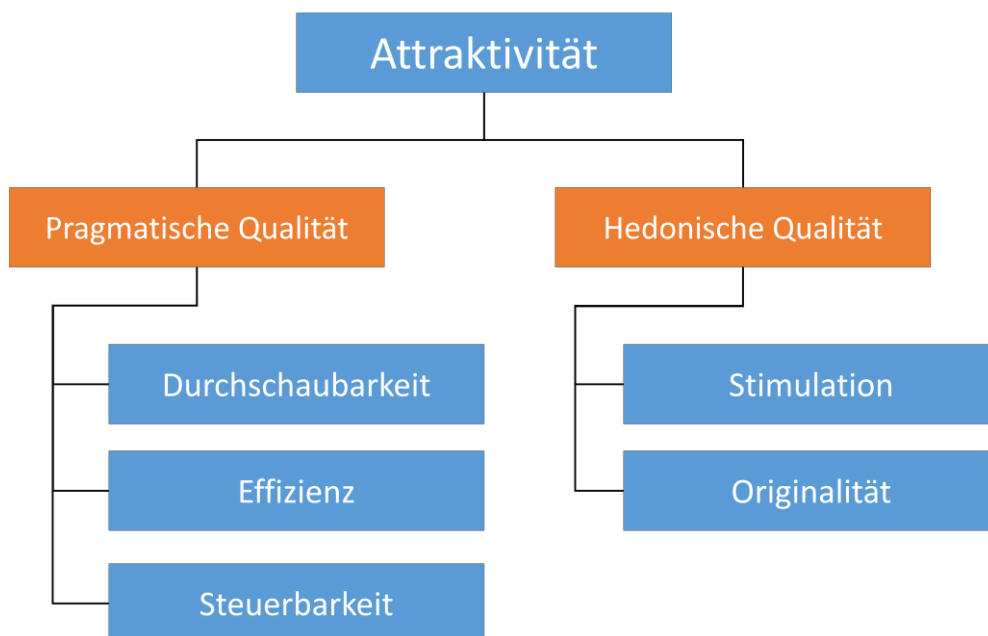 Attraktivität
Pragmatische Qualität
Hedonische Qualität
Durchschaubarkeit
Stimulation
Effizienz
Originalität
Steuerbarkeit